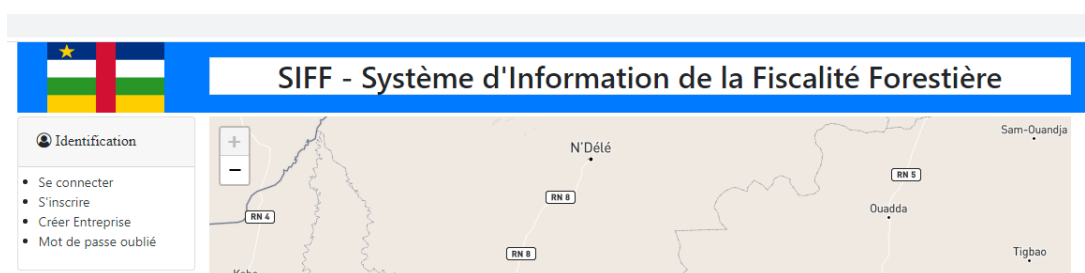 SIFF - Système d'Information de la Fiscalité Forestière
Identification
Se connecter
S'inscrire
Créer Entreprise
Mot de passe oublié
+
−
N'Délé
Sam-Ouandja
RN 5
RN 8
Ouadda
RN 4
RN 8
Tigbao